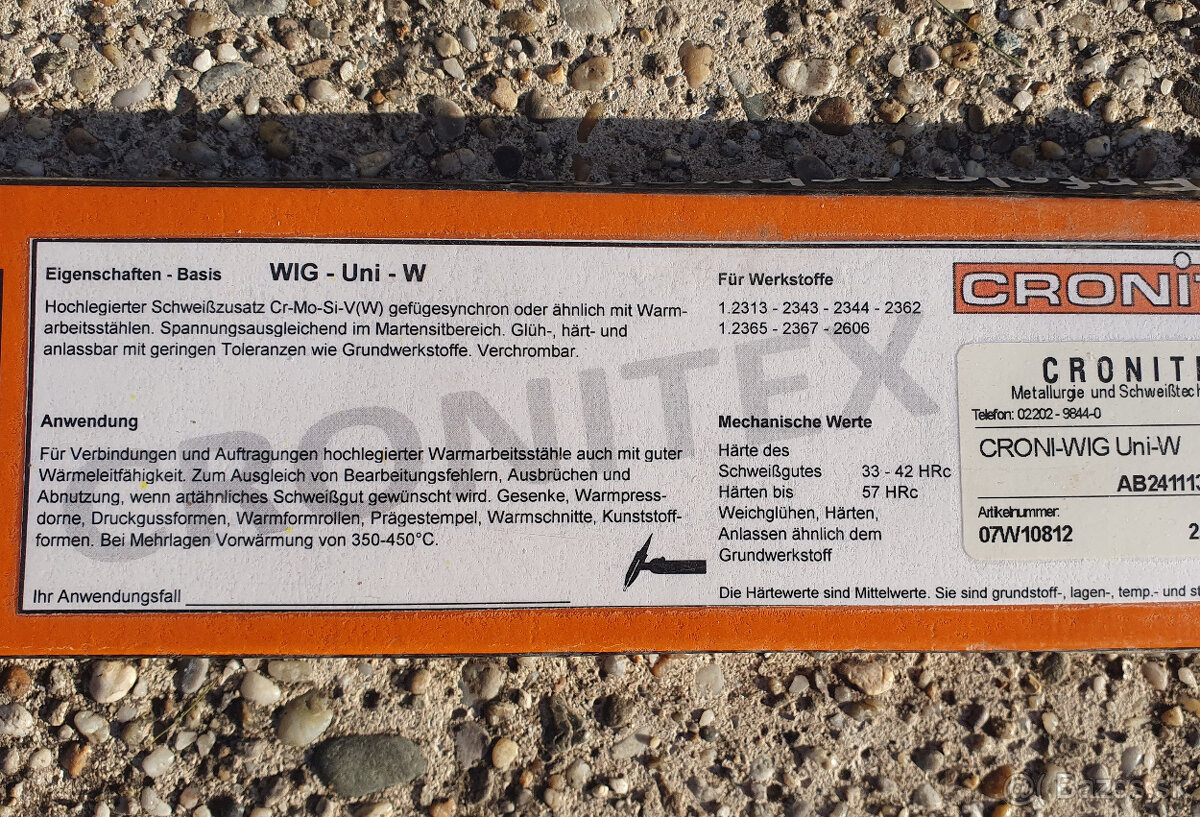 Eigenschaften - Basis WIG - Uni - W
Hochlegierter Schweißzusatz Cr-Mo-Si-V(W) gefügesynchron oder ähnlich mit Warm-
arbeitsstählen. Spannungsausgleichend im Martensitbereich. Glüh-, härt- und
anlassbar mit geringen Toleranzen wie Grundwerkstoffe. Verchrombar.
Anwendung
Für Verbindungen und Auftragungen hochlegierter Warmarbeitsstähle auch mit guter
Wärmeleitfähigkeit. Zum Ausgleich von Bearbeitungsfehlern, Ausbrüchen und
Abnutzung, wenn artähnliches Schweißgut gewünscht wird. Gesenke, Warmpress-
dorne, Druckgussformen, Warmformrollen, Prägestempel, Warmschnitte, Kunststoff-
formen. Bei Mehrlagen Vorwärmung von 350-450°C.
Ihr Anwendungsfall
CRONITEX
Für Werkstoffe
1.2313 - 2343 - 2344 - 2362
1.2365 - 2367 - 2606
Mechanische Werte
Härte des
Schweißgutes 33 - 42 HRc
Härten bis 57 HRc
Weichglühen, Härten,
Anlassen ähnlich dem
Grundwerkstoff
Die Härtewerte sind Mittelwerte. Sie sind grundstoff-, lagen-, temp.- und st
CRONIT
CRONITE
Metallurgie und Schweißtech
Telefon: 02202 - 9844-0
CRONI-WIG Uni-W
AB241113
Artikelnummer:
07W10812 2
Bazos.sk